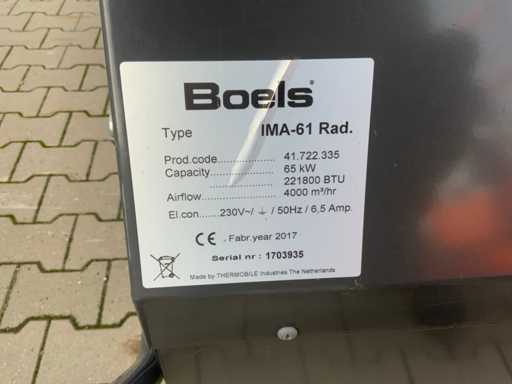 Boels®
Type IMA-61 Rad.
Prod.code................... 41.722.335
Capacity..................... 65 kW
..................... 221800 BTU
Airflow........................ 4000 m³/hr
El.con.......230V~/ ⏚ / 50Hz / 6,5 Amp.
CE . Fabr.year 2017
Serial nr : 1703935
Made by THERMOBILE Industries The Netherlands